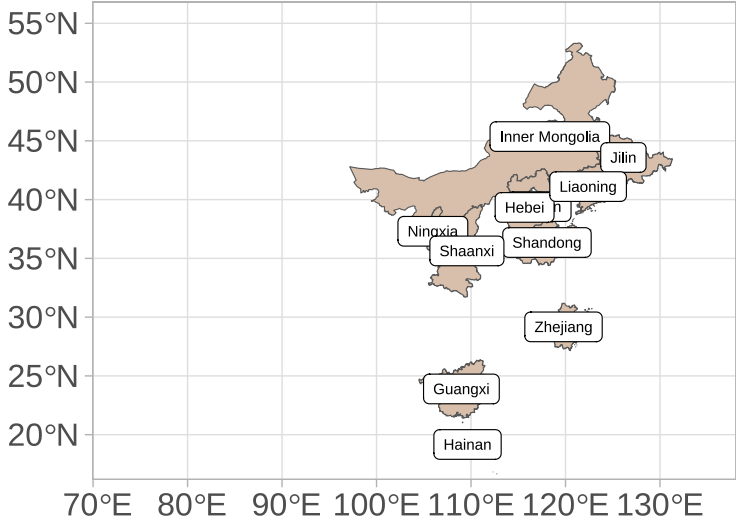 55°N
50°N
45°N
40°N
35°N
30°N
25°N
20°N
Inner Mongolia
Jilin
Liaoning
Hebei
n
Ningxia
Shaanxi
Shandong
Zhejiang
Guangxi
Hainan
70°E 80°E 90°E 100°E 110°E 120°E 130°E